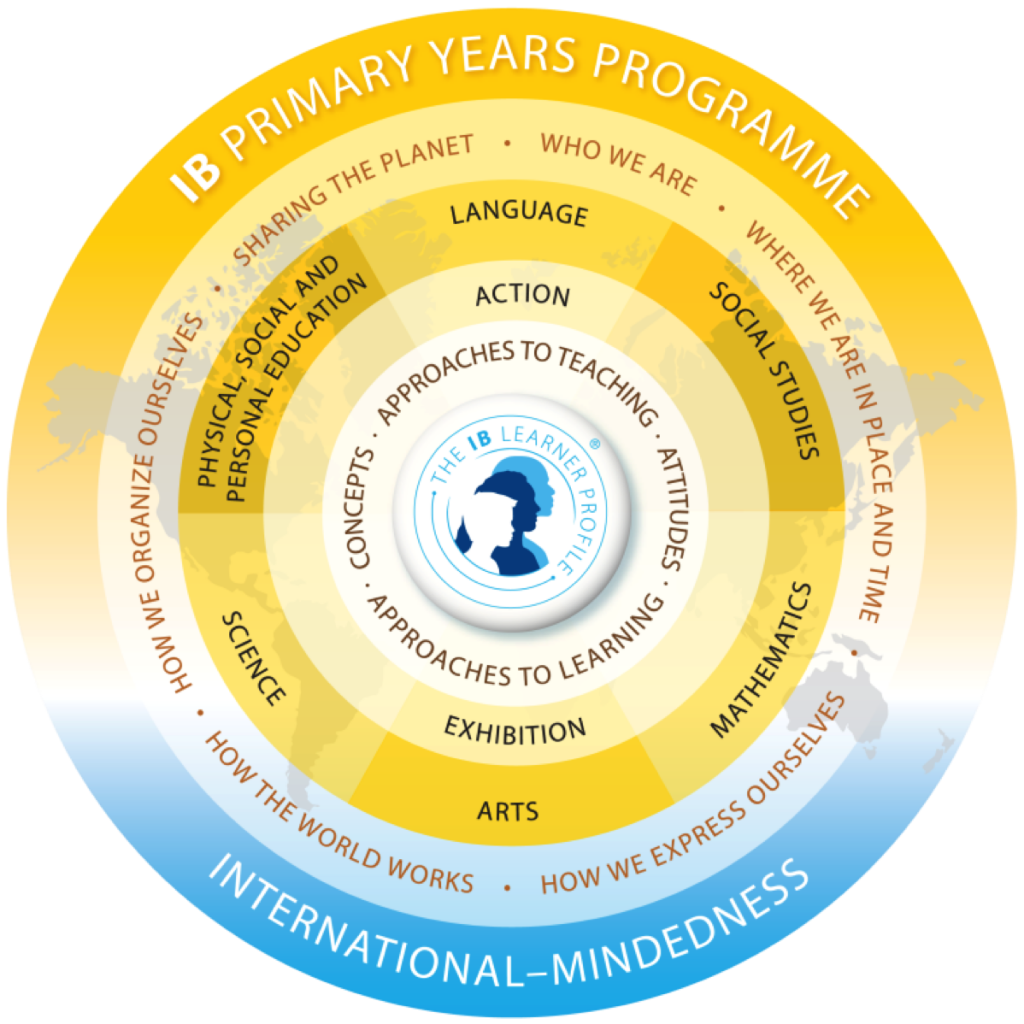 IB PRIMARY YEARS PROGRAMME
SHARING THE PLANET • WHO WE ARE • WHERE WE ARE IN PLACE AND TIME • HOW WE EXPRESS OURSELVES • HOW THE WORLD WORKS • HOW WE ORGANIZE OURSELVES •
LANGUAGE
SOCIAL STUDIES
MATHEMATICS
ARTS
SCIENCE
PHYSICAL, SOCIAL AND
PERSONAL EDUCATION
ACTION
EXHIBITION
APPROACHES TO TEACHING • ATTITUDES • APPROACHES TO LEARNING • CONCEPTS •
• THE IB LEARNER PROFILE •
®
INTERNATIONAL–MINDEDNESS